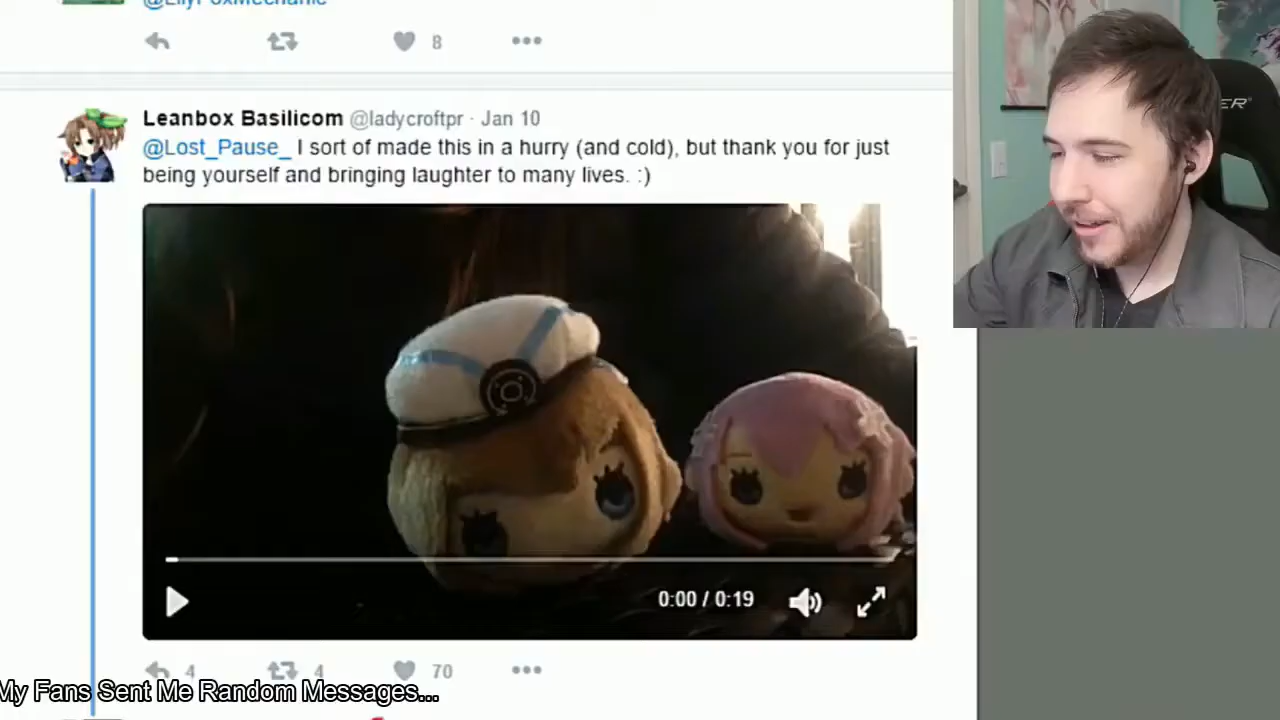 @EllyFoxMechanic
8
Leanbox Basilicom @ladycroftpr · Jan 10
@Lost_Pause_ I sort of made this in a hurry (and cold), but thank you for just
being yourself and bringing laughter to many lives. :)
0:00 / 0:19
4 4 70
My Fans Sent Me Random Messages...